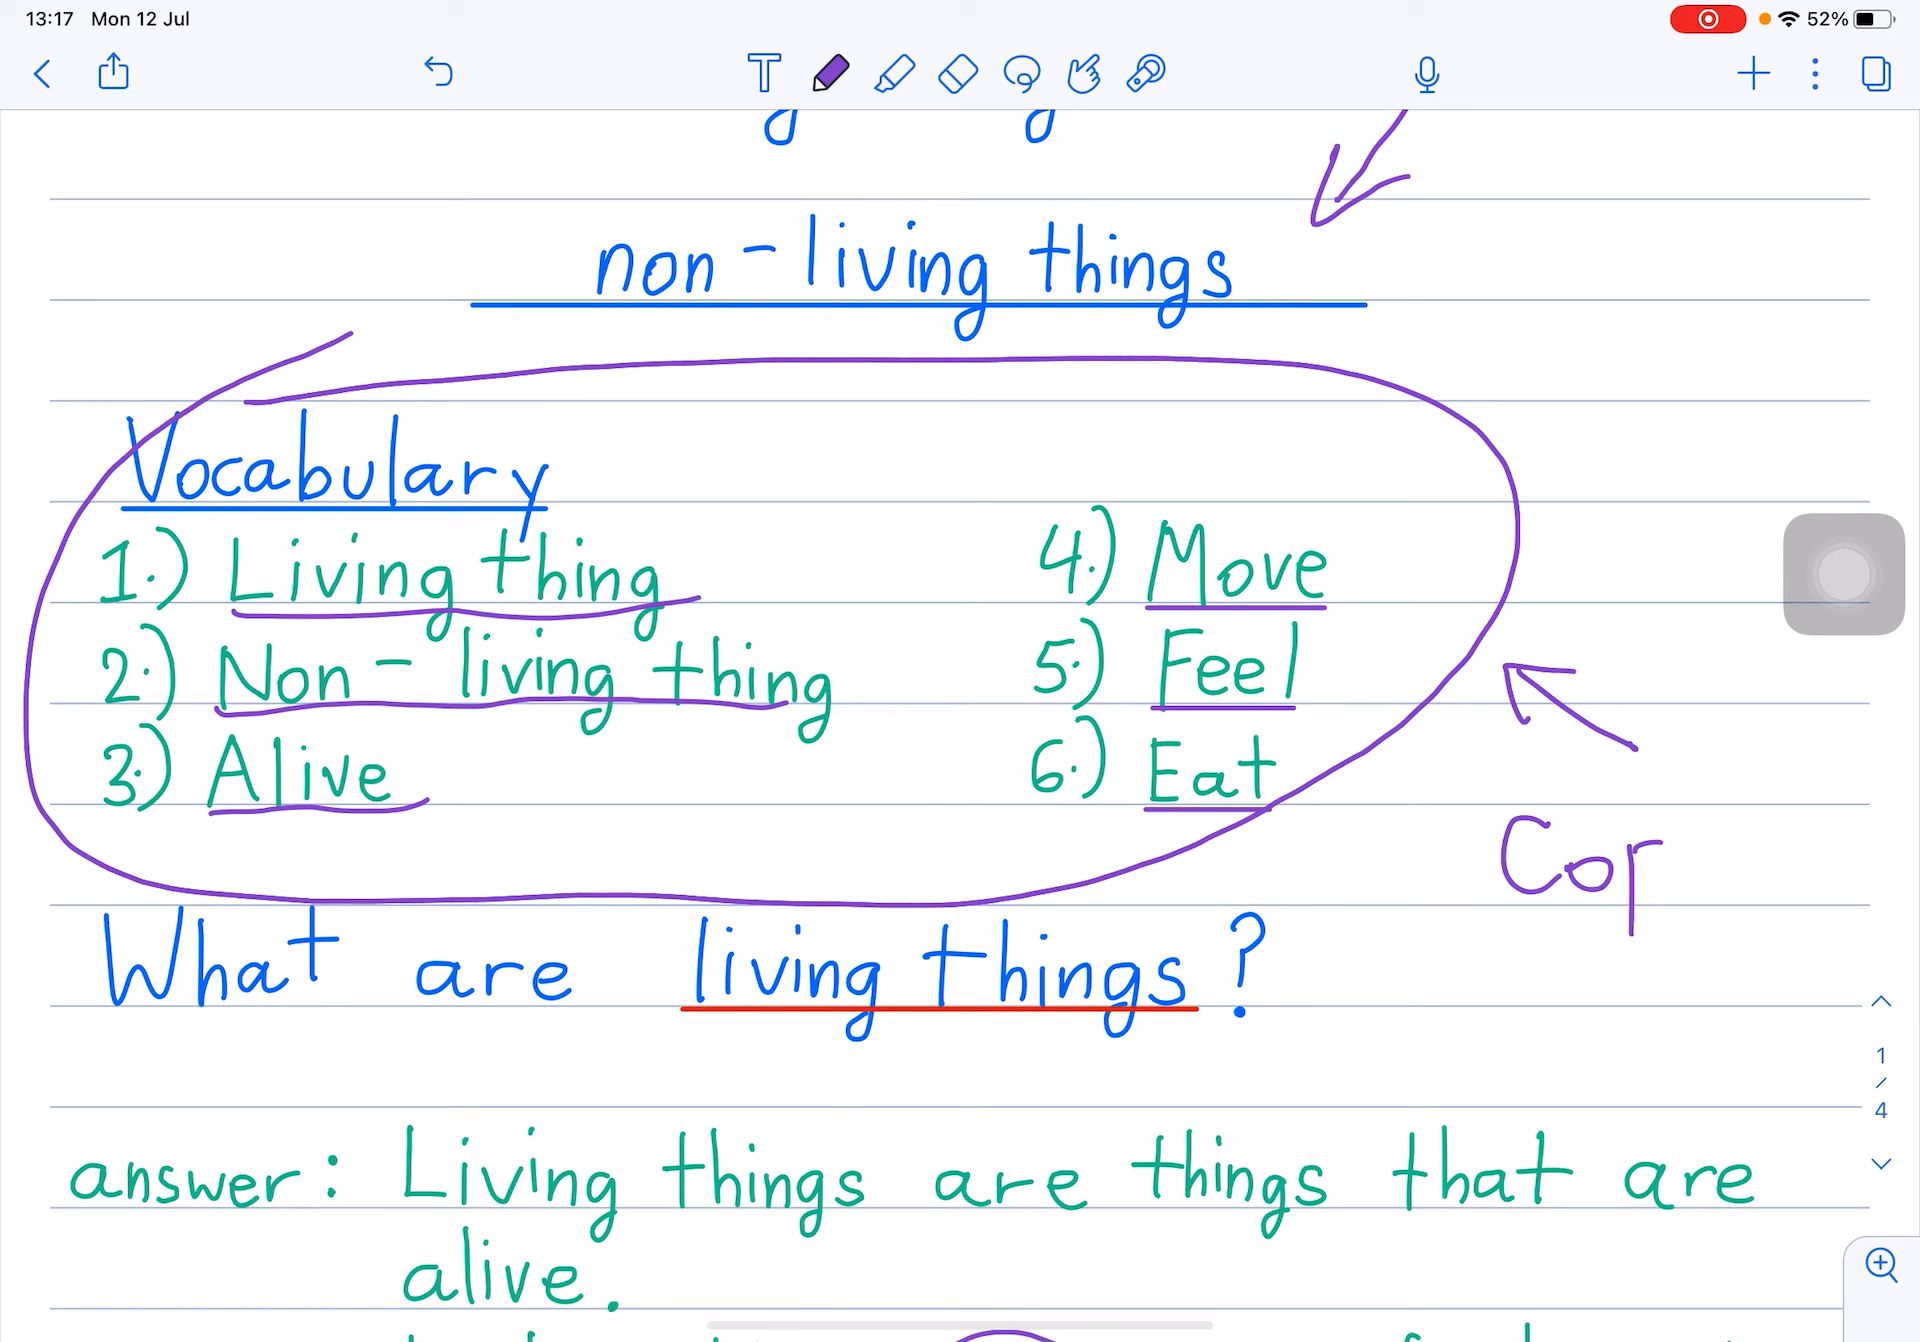 13:17 Mon 12 Jul 52%
non-living things
Vocabulary
1.) Living thing
2.) Non-living thing
3.) Alive
4.) Move
5.) Feel
6.) Eat
Cop
What are living things?
1
/
4
answer: Living things are things that are
alive.